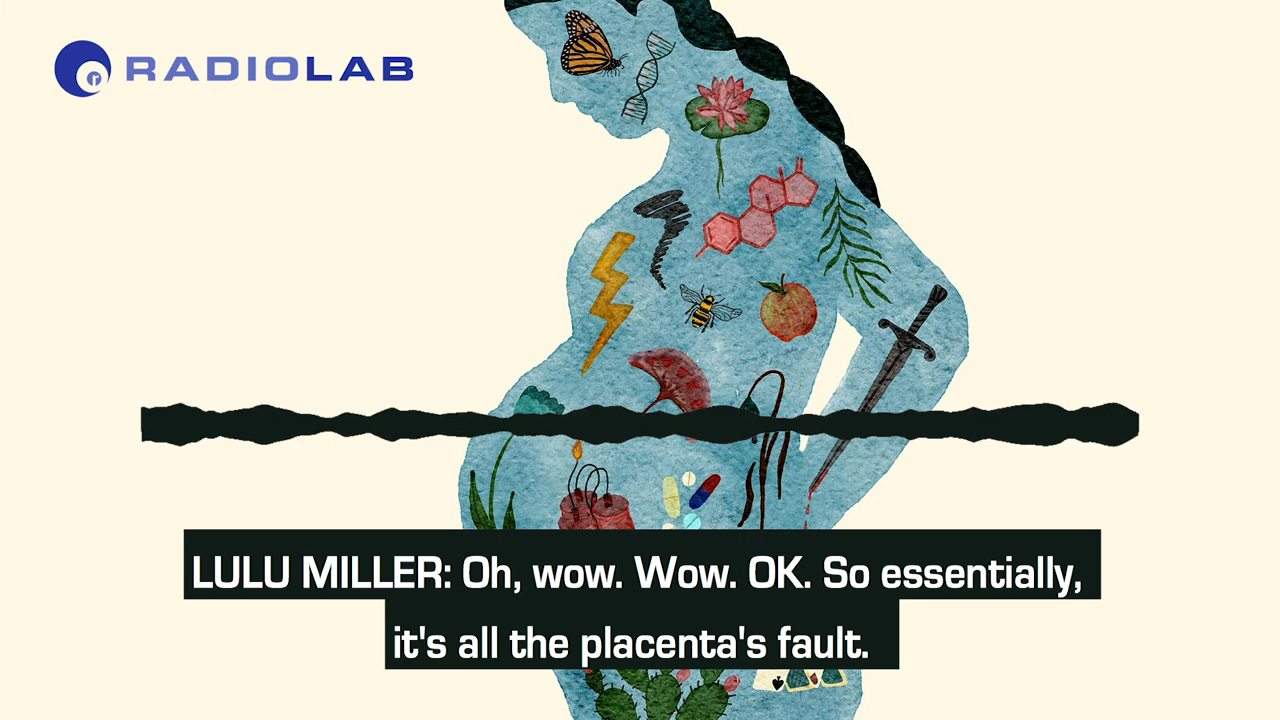 RADIOLAB
LULU MILLER: Oh, wow. Wow. OK. So essentially,
it's all the placenta's fault.